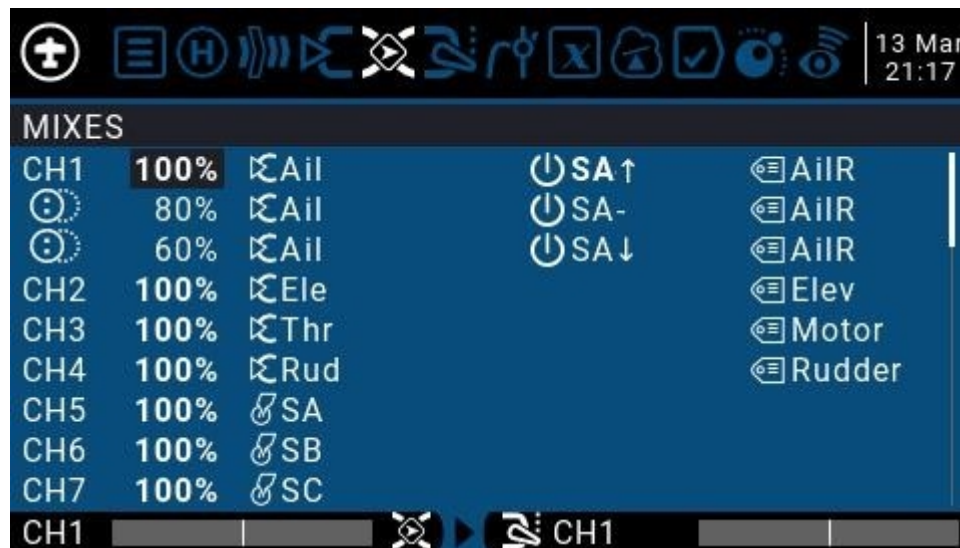 13 Mar
21:17
MIXES
CH1 100% Ail SA↑ AilR
80% Ail SA- AilR
60% Ail SA↓ AilR
CH2 100% Ele Elev
CH3 100% Thr Motor
CH4 100% Rud Rudder
CH5 100% SA
CH6 100% SB
CH7 100% SC
CH1 CH1